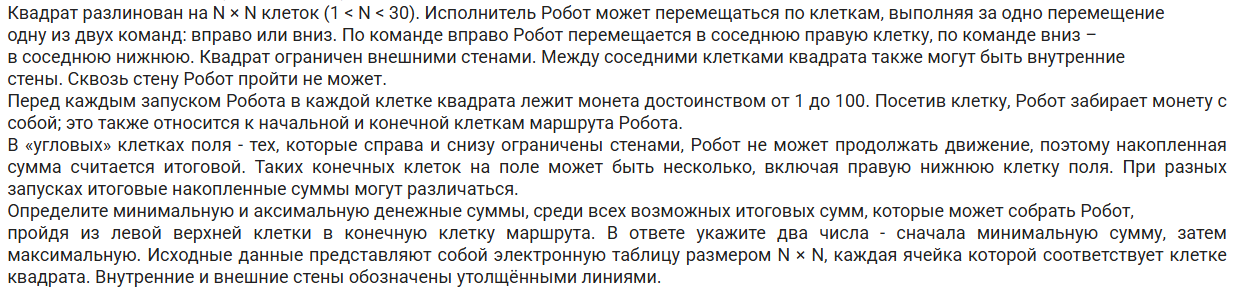 Квадрат разлинован на N × N клеток (1 < N < 30). Исполнитель Робот может перемещаться по клеткам, выполняя за одно перемещение
одну из двух команд: вправо или вниз. По команде вправо Робот перемещается в соседнюю правую клетку, по команде вниз –
в соседнюю нижнюю. Квадрат ограничен внешними стенами. Между соседними клетками квадрата также могут быть внутренние
стены. Сквозь стену Робот пройти не может.
Перед каждым запуском Робота в каждой клетке квадрата лежит монета достоинством от 1 до 100. Посетив клетку, Робот забирает монету с
собой; это также относится к начальной и конечной клеткам маршрута Робота.
В «угловых» клетках поля - тех, которые справа и снизу ограничены стенами, Робот не может продолжать движение, поэтому накопленная
сумма считается итоговой. Таких конечных клеток на поле может быть несколько, включая правую нижнюю клетку поля. При разных
запусках итоговые накопленные суммы могут различаться.
Определите минимальную и аксимальную денежные суммы, среди всех возможных итоговых сумм, которые может собрать Робот,
пройдя из левой верхней клетки в конечную клетку маршрута. В ответе укажите два числа - сначала минимальную сумму, затем
максимальную. Исходные данные представляют собой электронную таблицу размером N × N, каждая ячейка которой соответствует клетке
квадрата. Внутренние и внешние стены обозначены утолщёнными линиями.